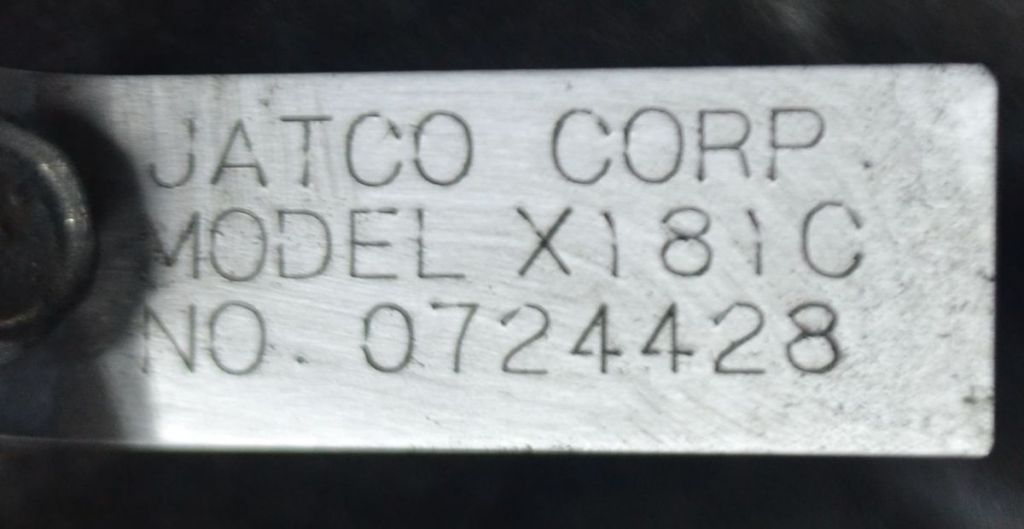 JATCO CORP.
MODEL X181C
NO. 0724428